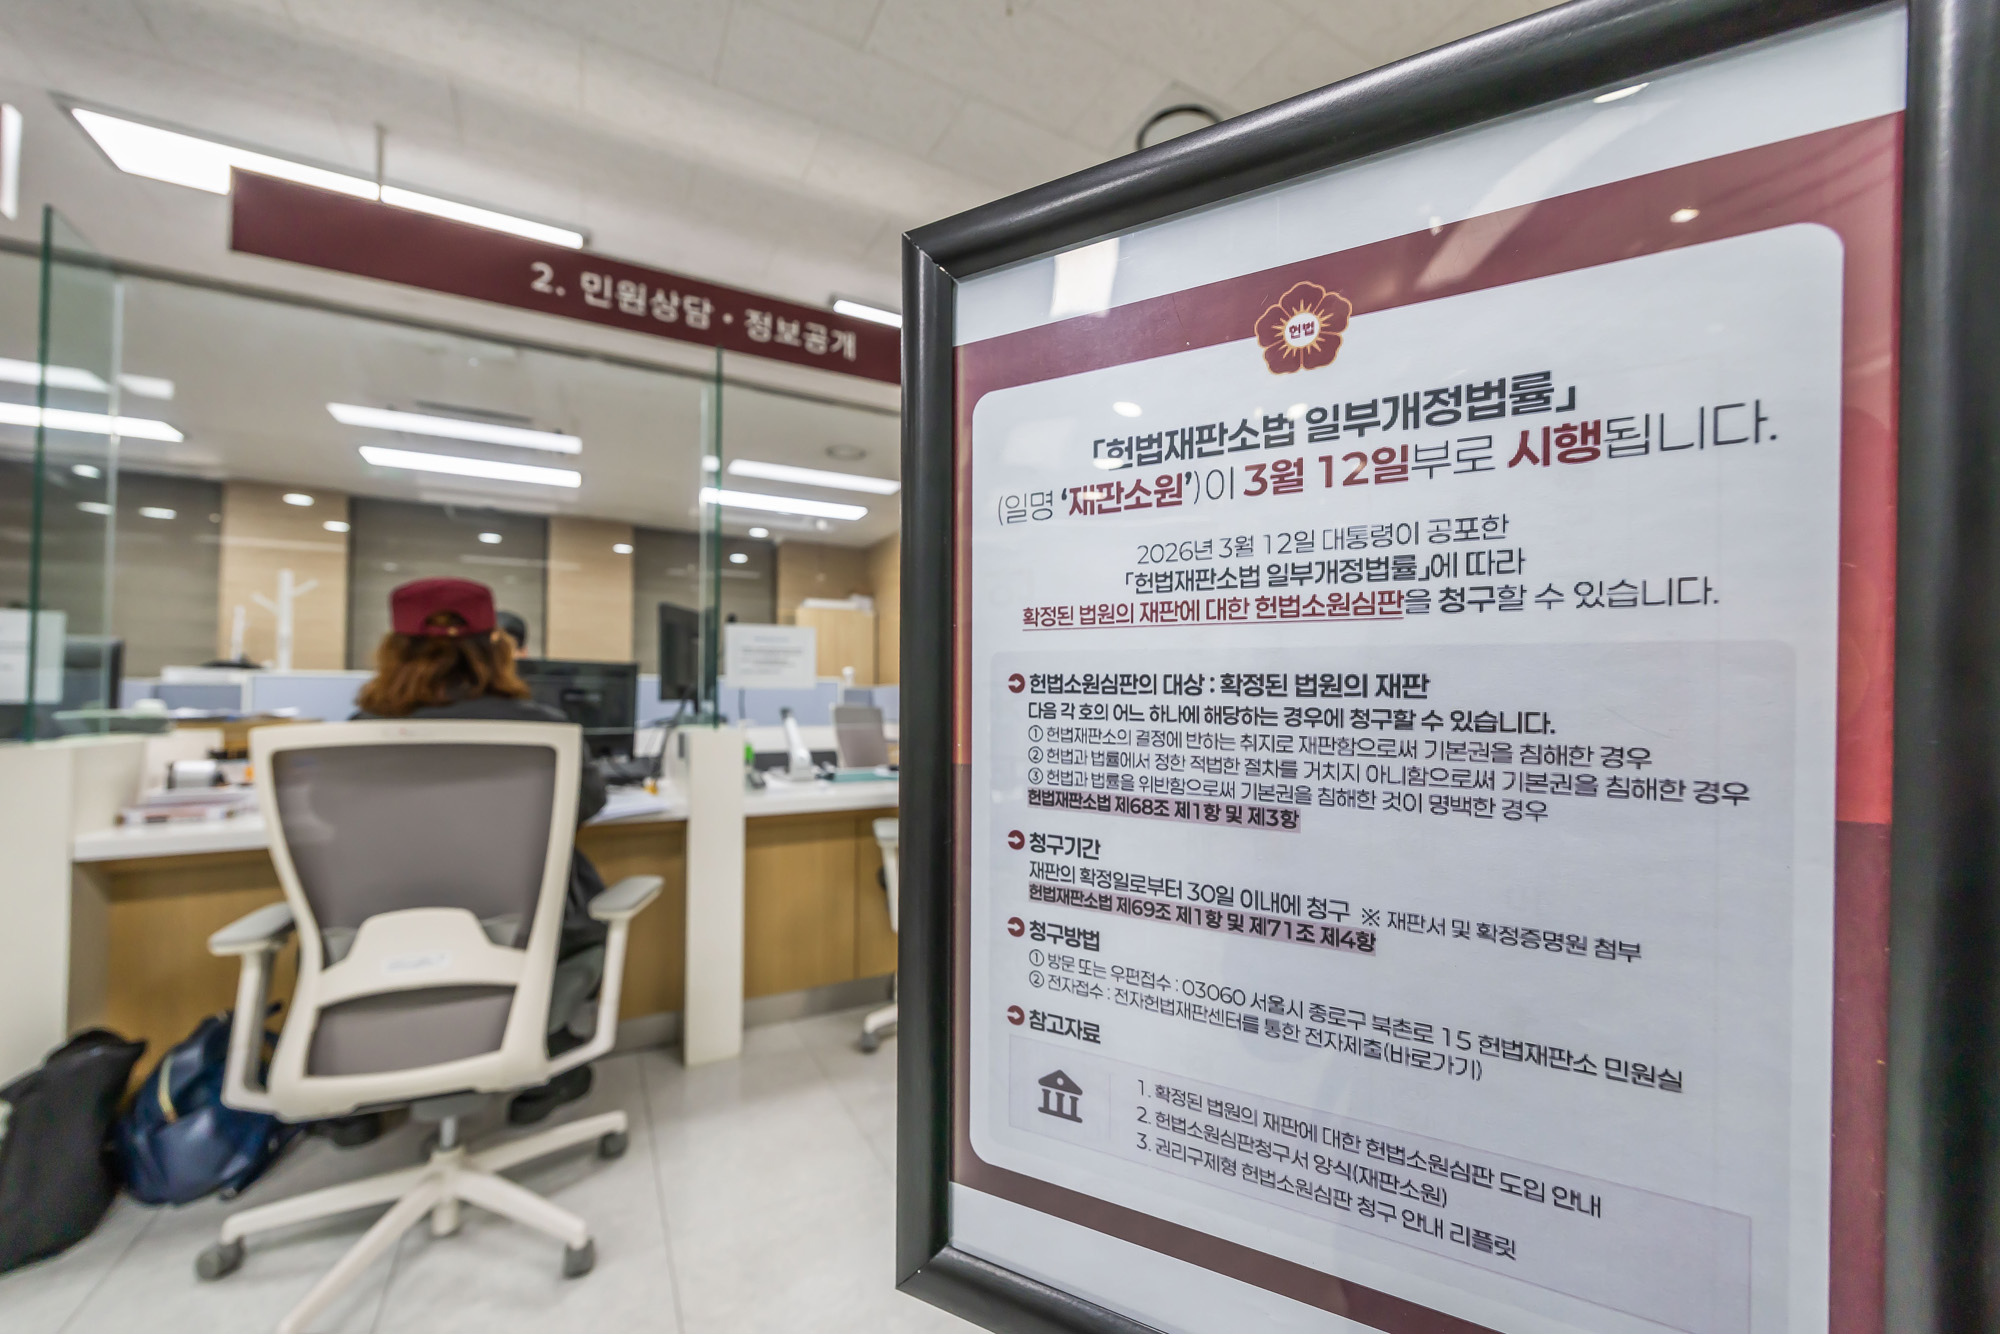 2. 민원상담 · 정보공개
헌법
「헌법재판소법 일부개정법률」
(일명 ‘재판소원’)이 3월 12일부로 시행됩니다.
2026년 3월 12일 대통령이 공포한
「헌법재판소법 일부개정법률」에 따라
확정된 법원의 재판에 대한 헌법소원심판을 청구할 수 있습니다.
헌법소원심판의 대상 : 확정된 법원의 재판
다음 각 호의 어느 하나에 해당하는 경우에 청구할 수 있습니다.
① 헌법재판소의 결정에 반하는 취지로 재판함으로써 기본권을 침해한 경우
② 헌법과 법률에서 정한 적법한 절차를 거치지 아니함으로써 기본권을 침해한 경우
③ 헌법과 법률을 위반함으로써 기본권을 침해한 것이 명백한 경우
헌법재판소법 제68조 제1항 및 제3항
청구기간
재판의 확정일로부터 30일 이내에 청구 ※ 재판서 및 확정증명원 첨부
헌법재판소법 제69조 제1항 및 제71조 제4항
청구방법
① 방문 또는 우편접수 : 03060 서울시 종로구 북촌로 15 헌법재판소 민원실
② 전자접수 : 전자헌법재판센터를 통한 전자제출(바로가기)
참고자료
1. 확정된 법원의 재판에 대한 헌법소원심판 도입 안내
2. 헌법소원심판청구서 양식(재판소원)
3. 권리구제형 헌법소원심판 청구 안내 리플릿